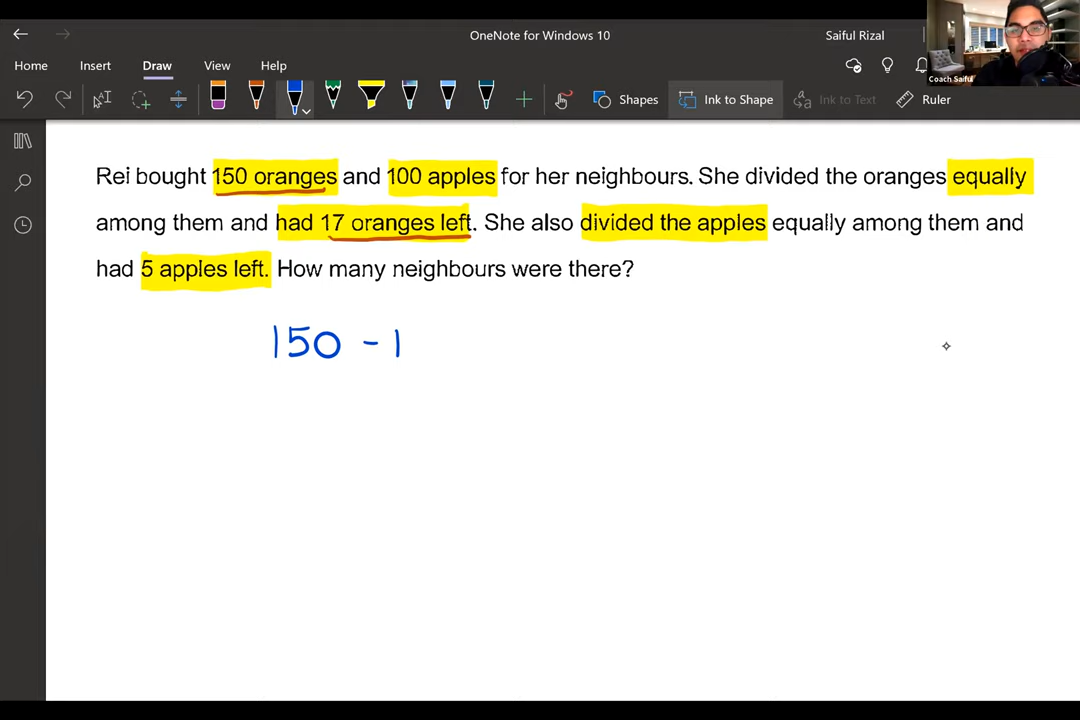 OneNote for Windows 10
Saiful Rizal
Home Insert Draw View Help
Coach Saiful
Shapes Ink to Shape Ink to Text Ruler
Rei bought 150 oranges and 100 apples for her neighbours. She divided the oranges equally
among them and had 17 oranges left. She also divided the apples equally among them and
had 5 apples left. How many neighbours were there?
150 - 1